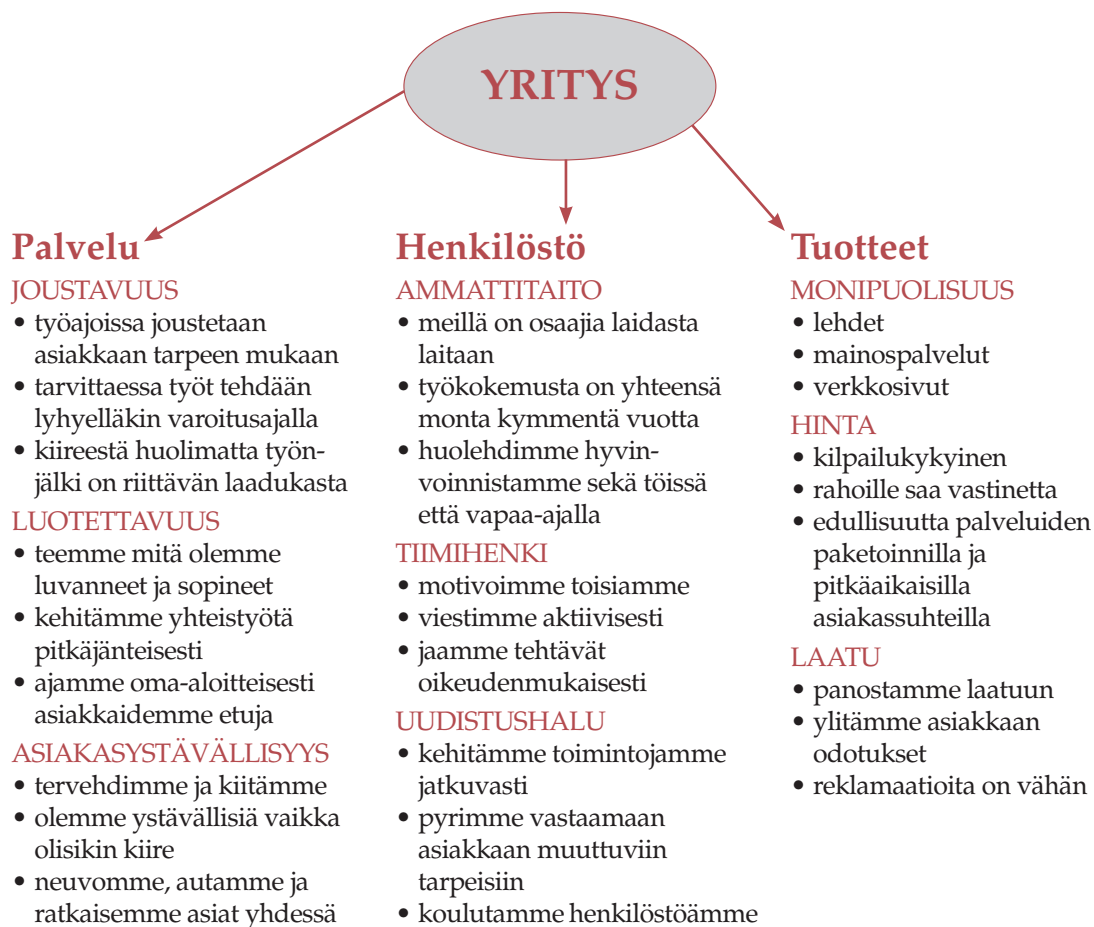 YRITYS
Palvelu
JOUSTAVUUS
• työajoissa joustetaan
asiakkaan tarpeen mukaan
• tarvittaessa työt tehdään
lyhyelläkin varoitusajalla
• kiireestä huolimatta työn-
jälki on riittävän laadukasta
LUOTETTAVUUS
• teemme mitä olemme
luvanneet ja sopineet
• kehitämme yhteistyötä
pitkäjänteisesti
• ajamme oma-aloitteisesti
asiakkaidemme etuja
ASIAKASYSTÄVÄLLISYYS
• tervehdimme ja kiitämme
• olemme ystävällisiä vaikka
olisikin kiire
• neuvomme, autamme ja
ratkaisemme asiat yhdessä
Henkilöstö
AMMATTITAITO
• meillä on osaajia laidasta
laitaan
• työkokemusta on yhteensä
monta kymmentä vuotta
• huolehdimme hyvin-
voinnistamme sekä töissä
että vapaa-ajalla
TIIMIHENKI
• motivoimme toisiamme
• viestimme aktiivisesti
• jaamme tehtävät
oikeudenmukaisesti
UUDISTUSHALU
• kehitämme toimintojamme
jatkuvasti
• pyrimme vastaamaan
asiakkaan muuttuviin
tarpeisiin
• koulutamme henkilöstöämme
Tuotteet
MONIPUOLISUUS
• lehdet
• mainospalvelut
• verkkosivut
HINTA
• kilpailukykyinen
• rahoille saa vastinetta
• edullisuutta palveluiden
paketoinnilla ja
pitkäaikaisilla
asiakassuhteilla
LAATU
• panostamme laatuun
• ylitämme asiakkaan
odotukset
• reklamaatioita on vähän